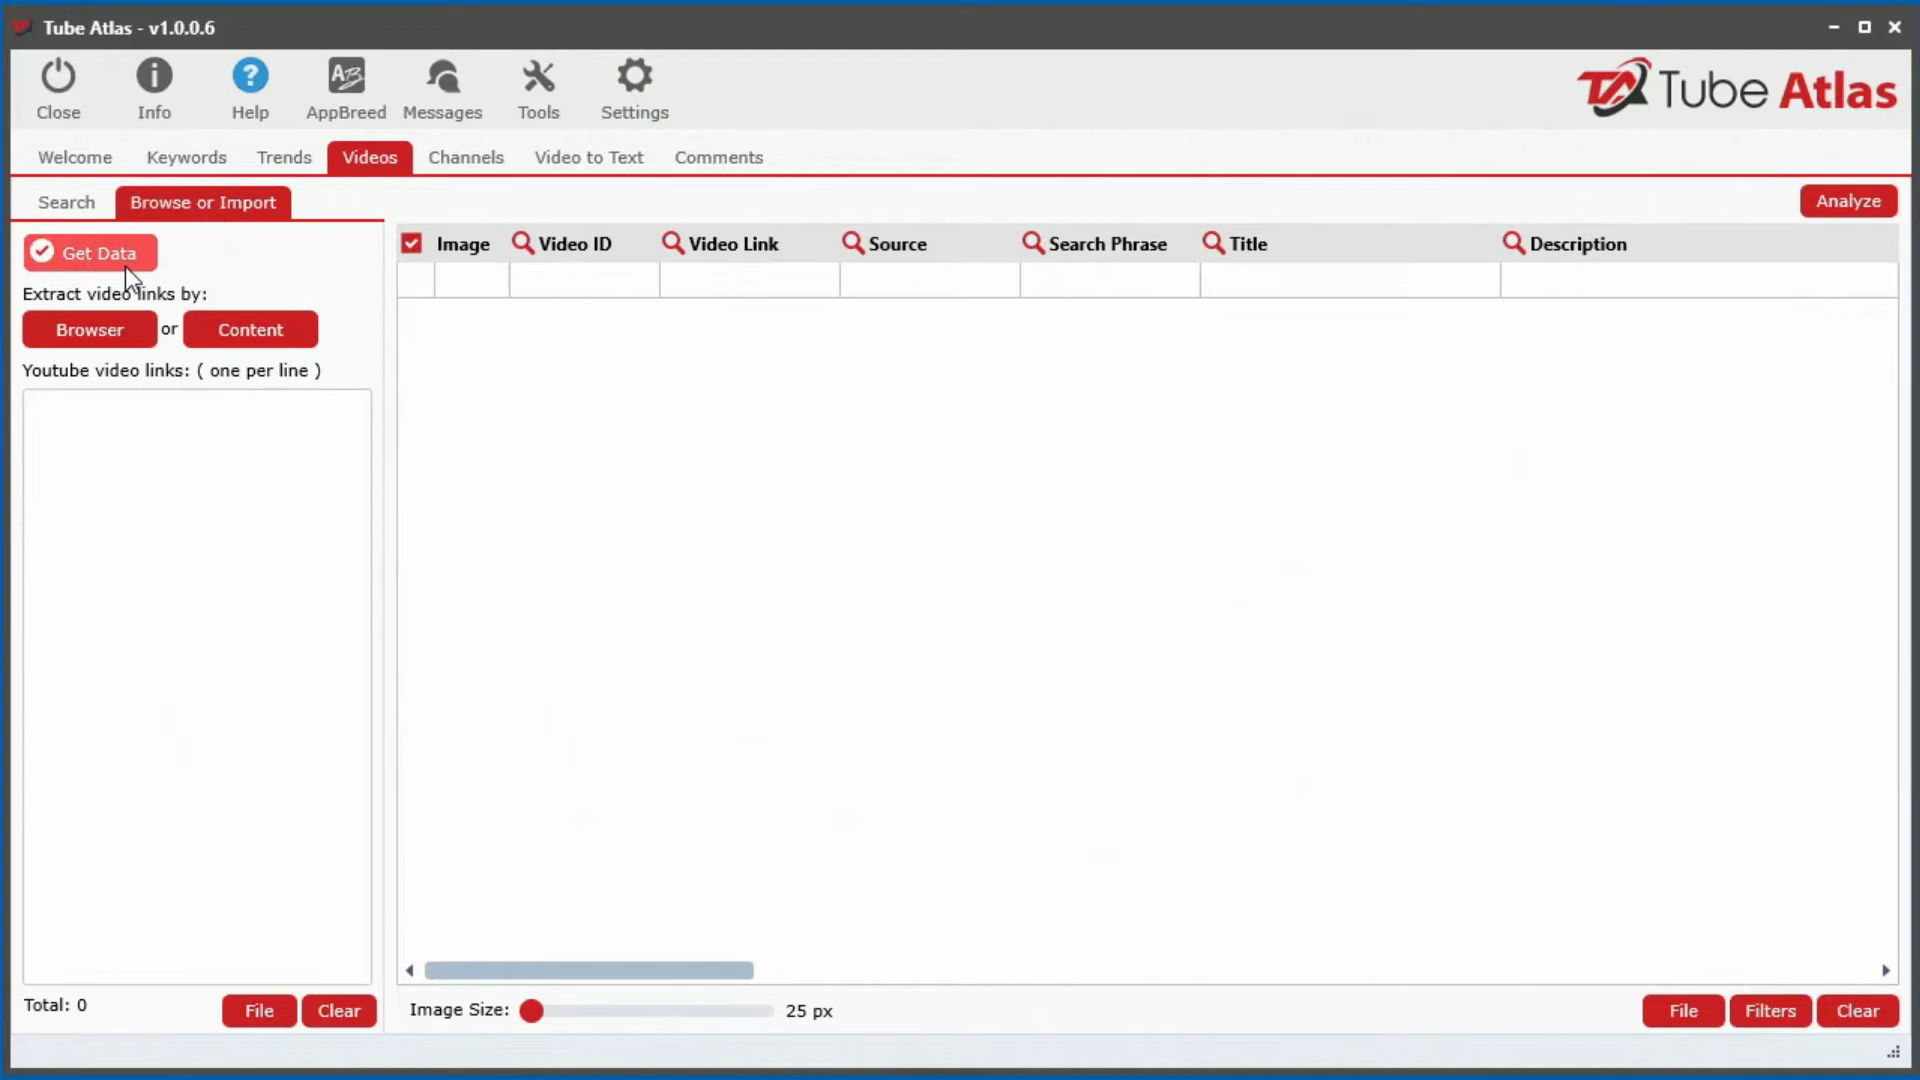 Tube Atlas - v1.0.0.6
Close Info Help AppBreed Messages Tools Settings
Tube Atlas
Welcome Keywords Trends Videos Channels Video to Text Comments
Search Browse or Import Analyze
Get Data
Extract video links by:
Browser or Content
Youtube video links: ( one per line )
Image Video ID Video Link Source Search Phrase Title Description
Total: 0 File Clear
Image Size: 25 px File Filters Clear